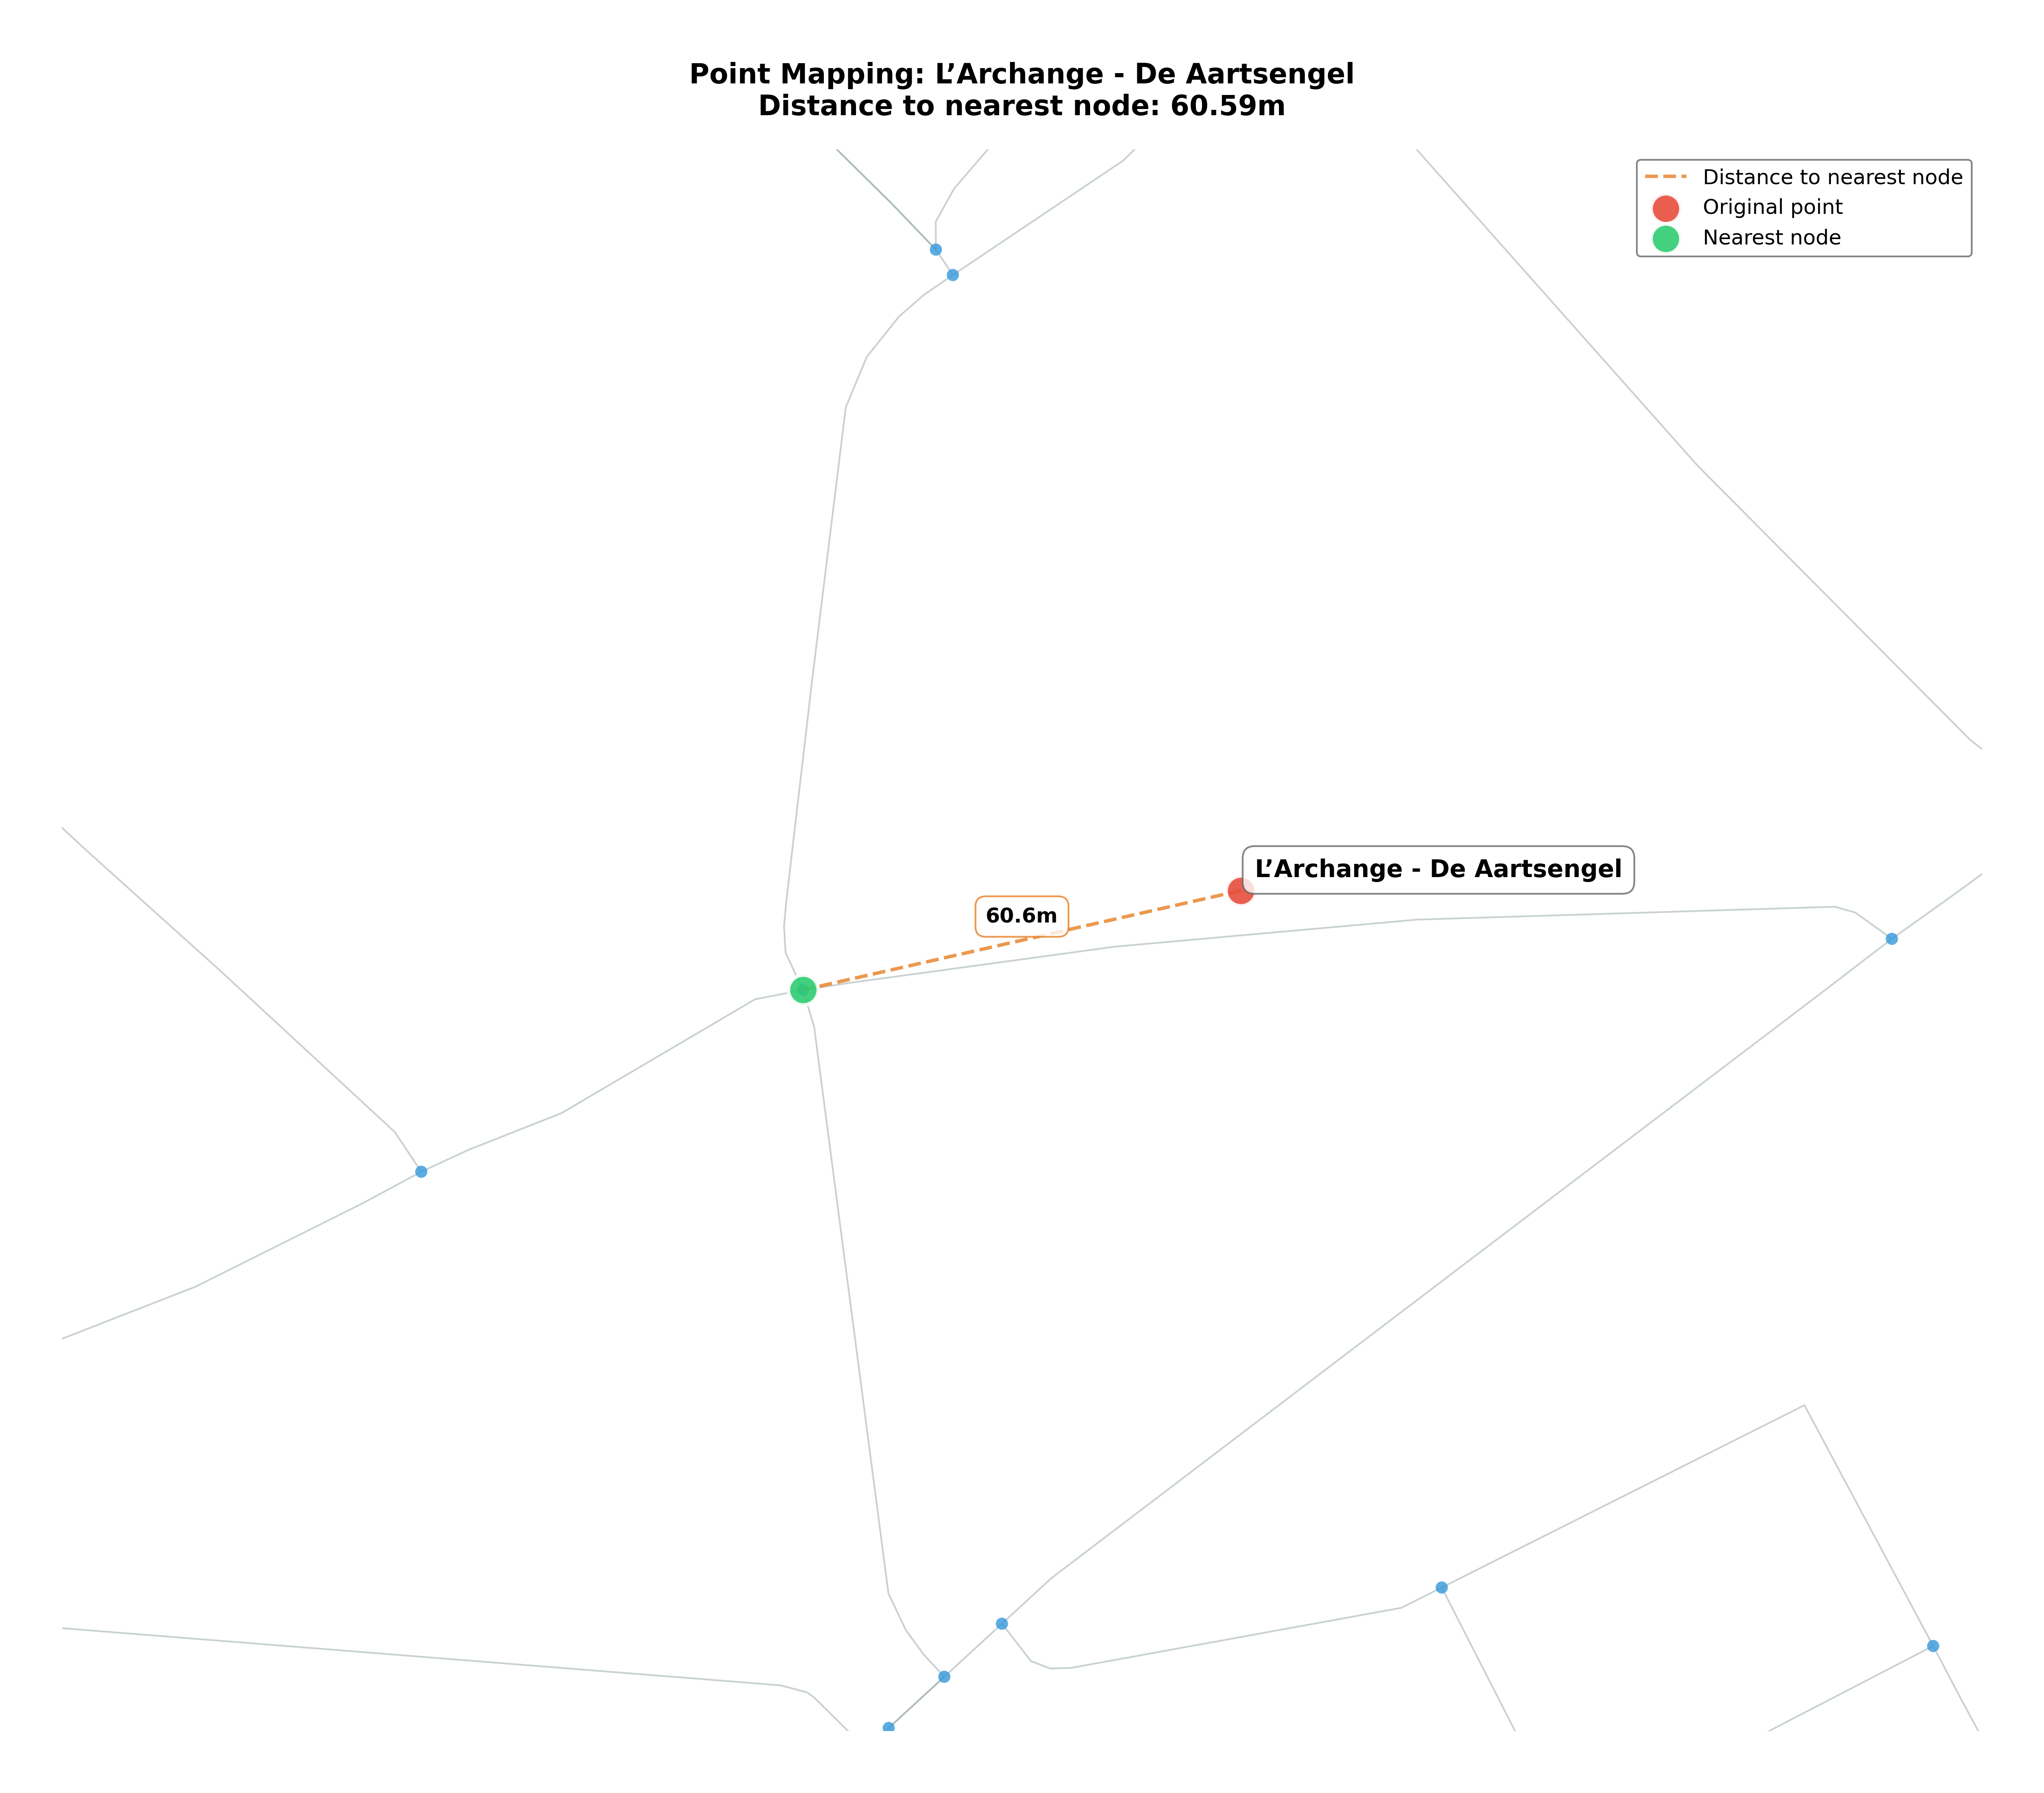 Point Mapping: L’Archange - De Aartsengel
Distance to nearest node: 60.59m
Distance to nearest node
Original point
Nearest node
L’Archange - De Aartsengel
60.6m